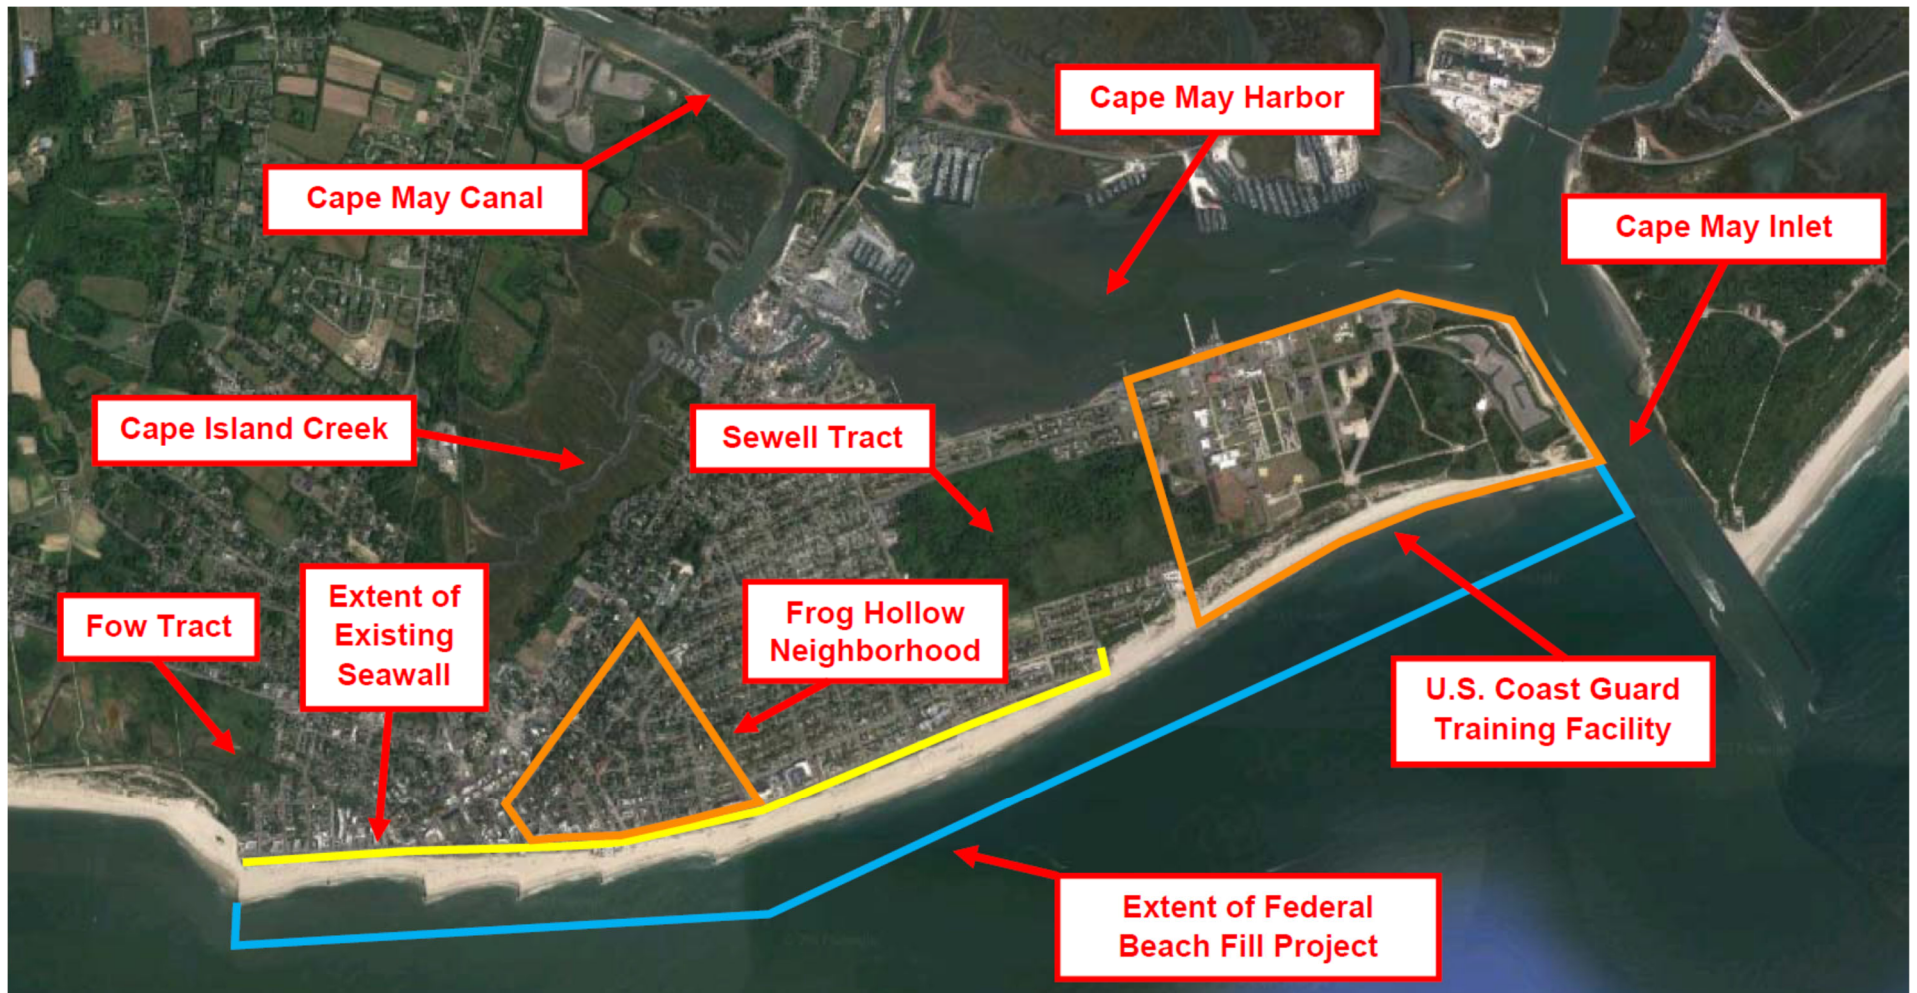 Cape May Harbor
Cape May Canal
Cape May Inlet
Cape Island Creek
Sewell Tract
Extent of
Existing
Seawall
Fow Tract
Frog Hollow
Neighborhood
U.S. Coast Guard
Training Facility
Extent of Federal
Beach Fill Project